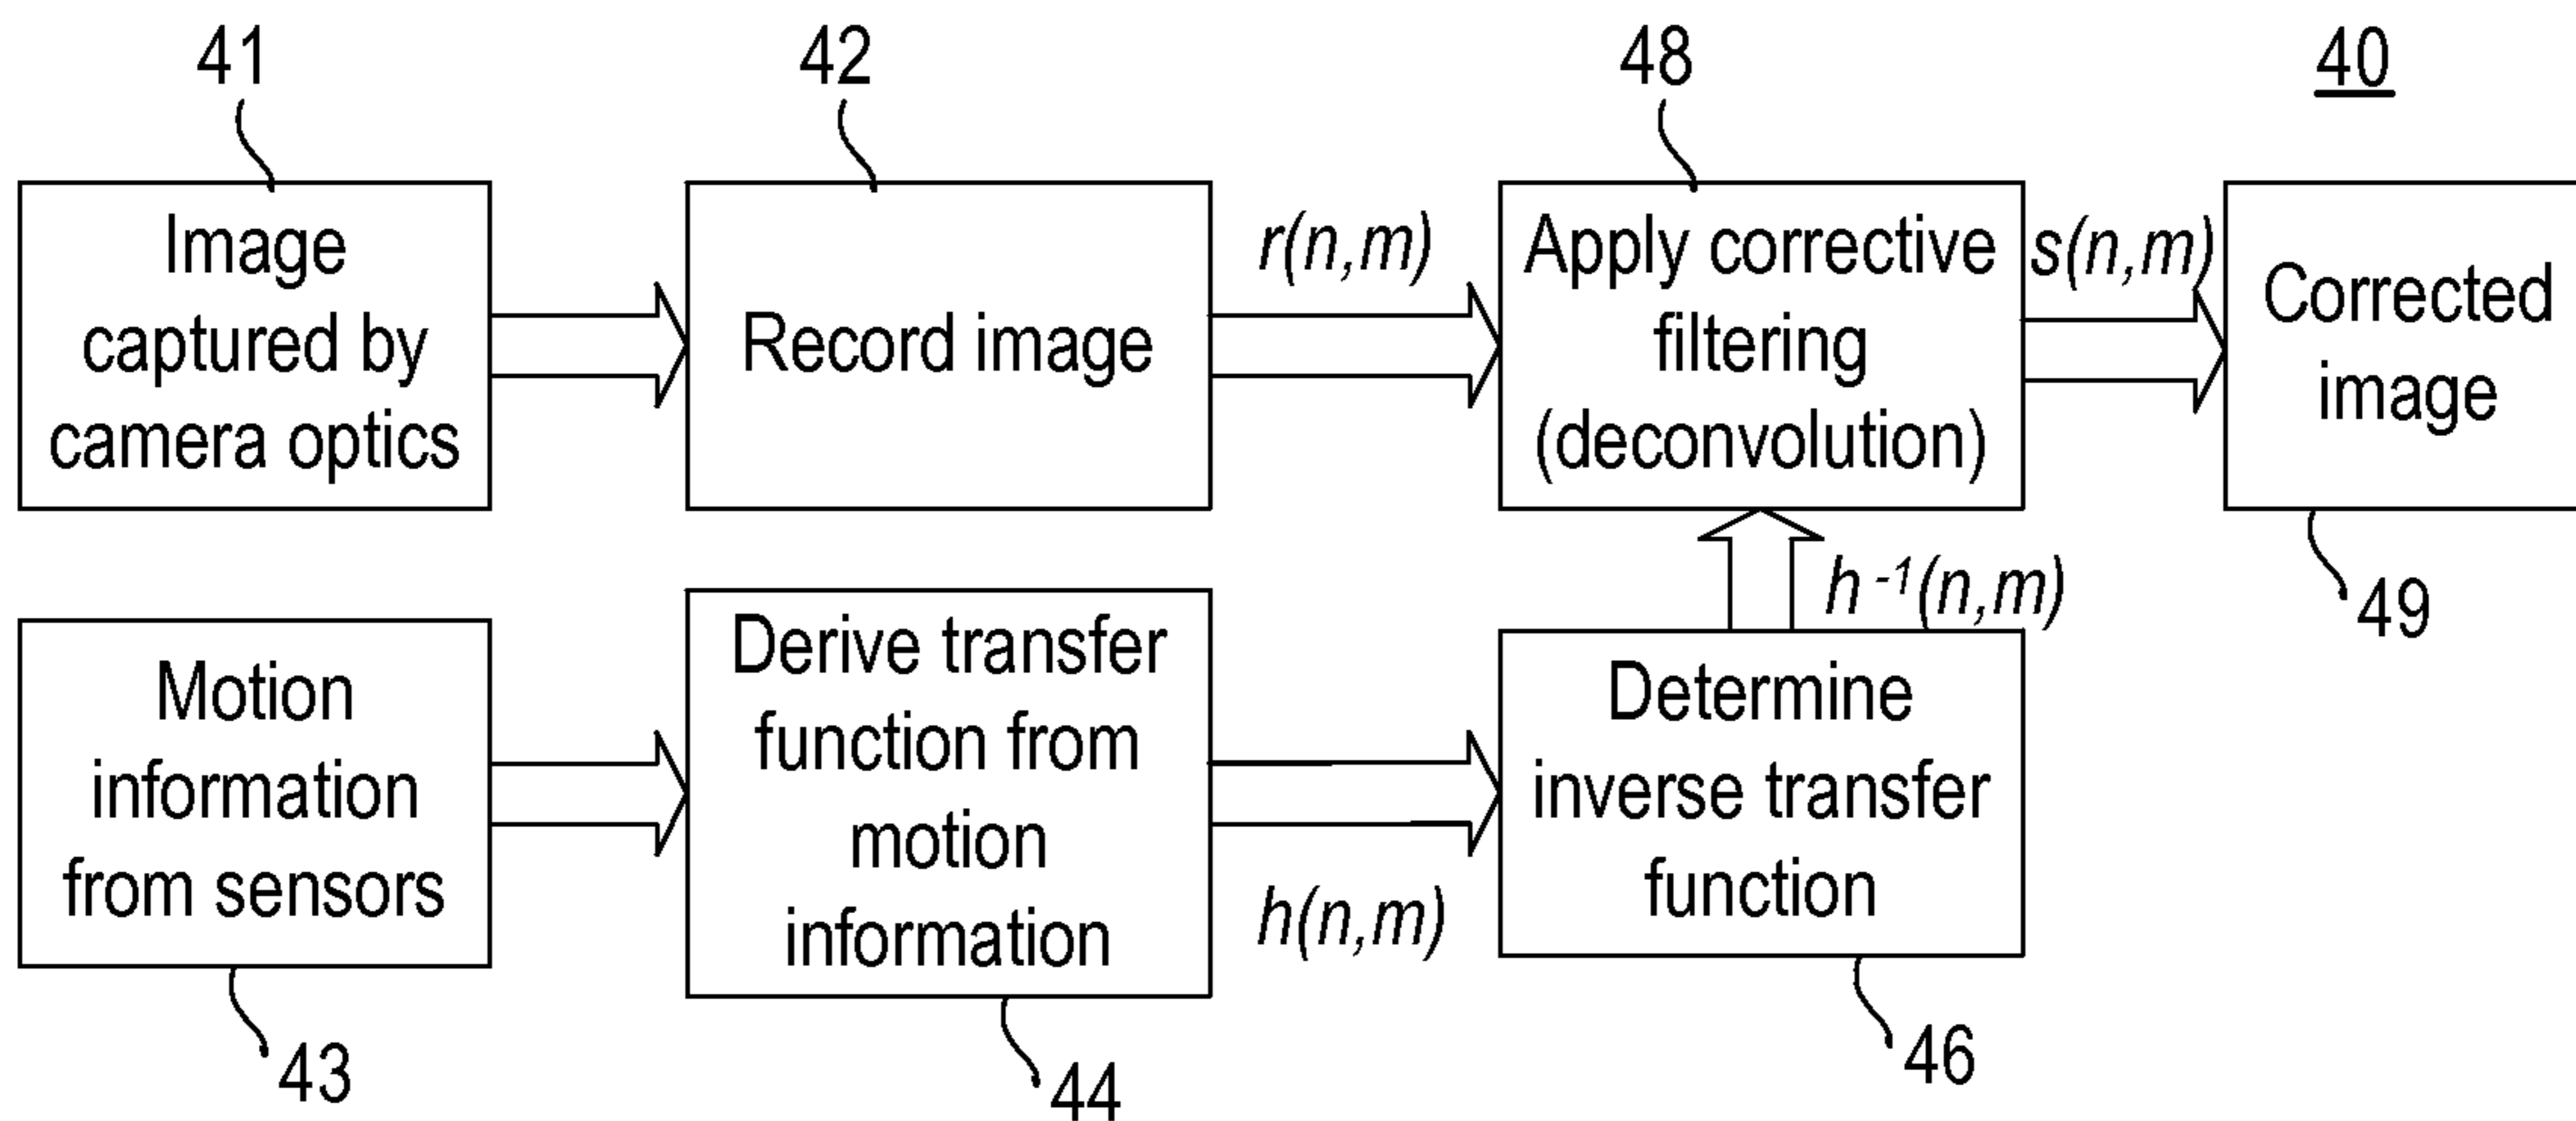 41
42
48
40
Image
captured by
camera optics
Record image
r(n,m)
Apply corrective
filtering
(deconvolution)
s(n,m)
Corrected
image
49
Motion
information
from sensors
43
Derive transfer
function from
motion
information
44
h(n,m)
Determine
inverse transfer
function
46
h⁻¹(n,m)